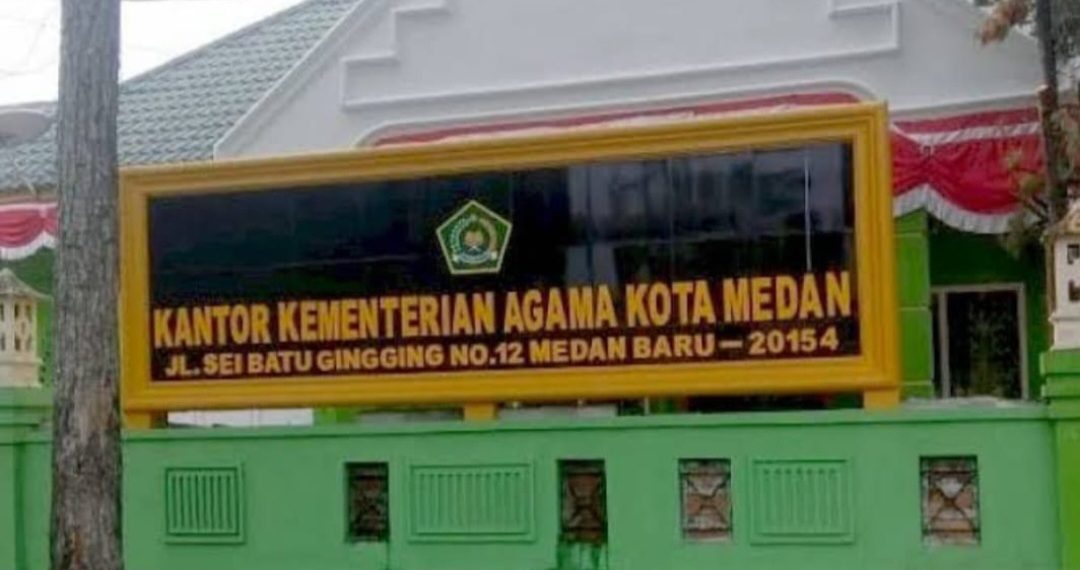 KANTOR KEMENTERIAN AGAMA KOTA MEDAN
JL. SEI BATU GINGGING NO.12 MEDAN BARU – 20154